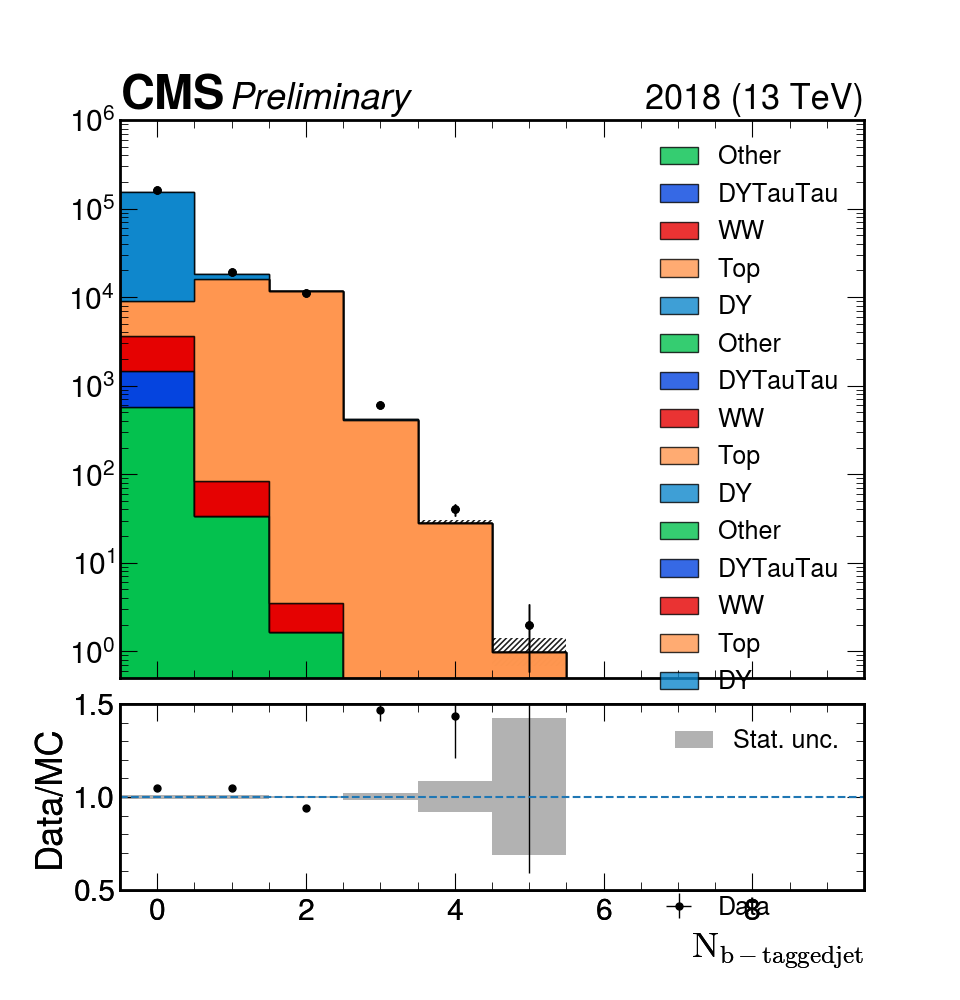 CMS Preliminary 2018 (13 TeV)
10^6
10^5
10^4
10^3
10^2
10^1
10^0
Other
DYTauTau
WW
Top
DY
Other
DYTauTau
WW
Top
DY
Other
DYTauTau
WW
Top
DY
Data/MC
1.5
1.0
0.5
Stat. unc.
0 2 4 6 8
Data
N_{b-taggedjet}